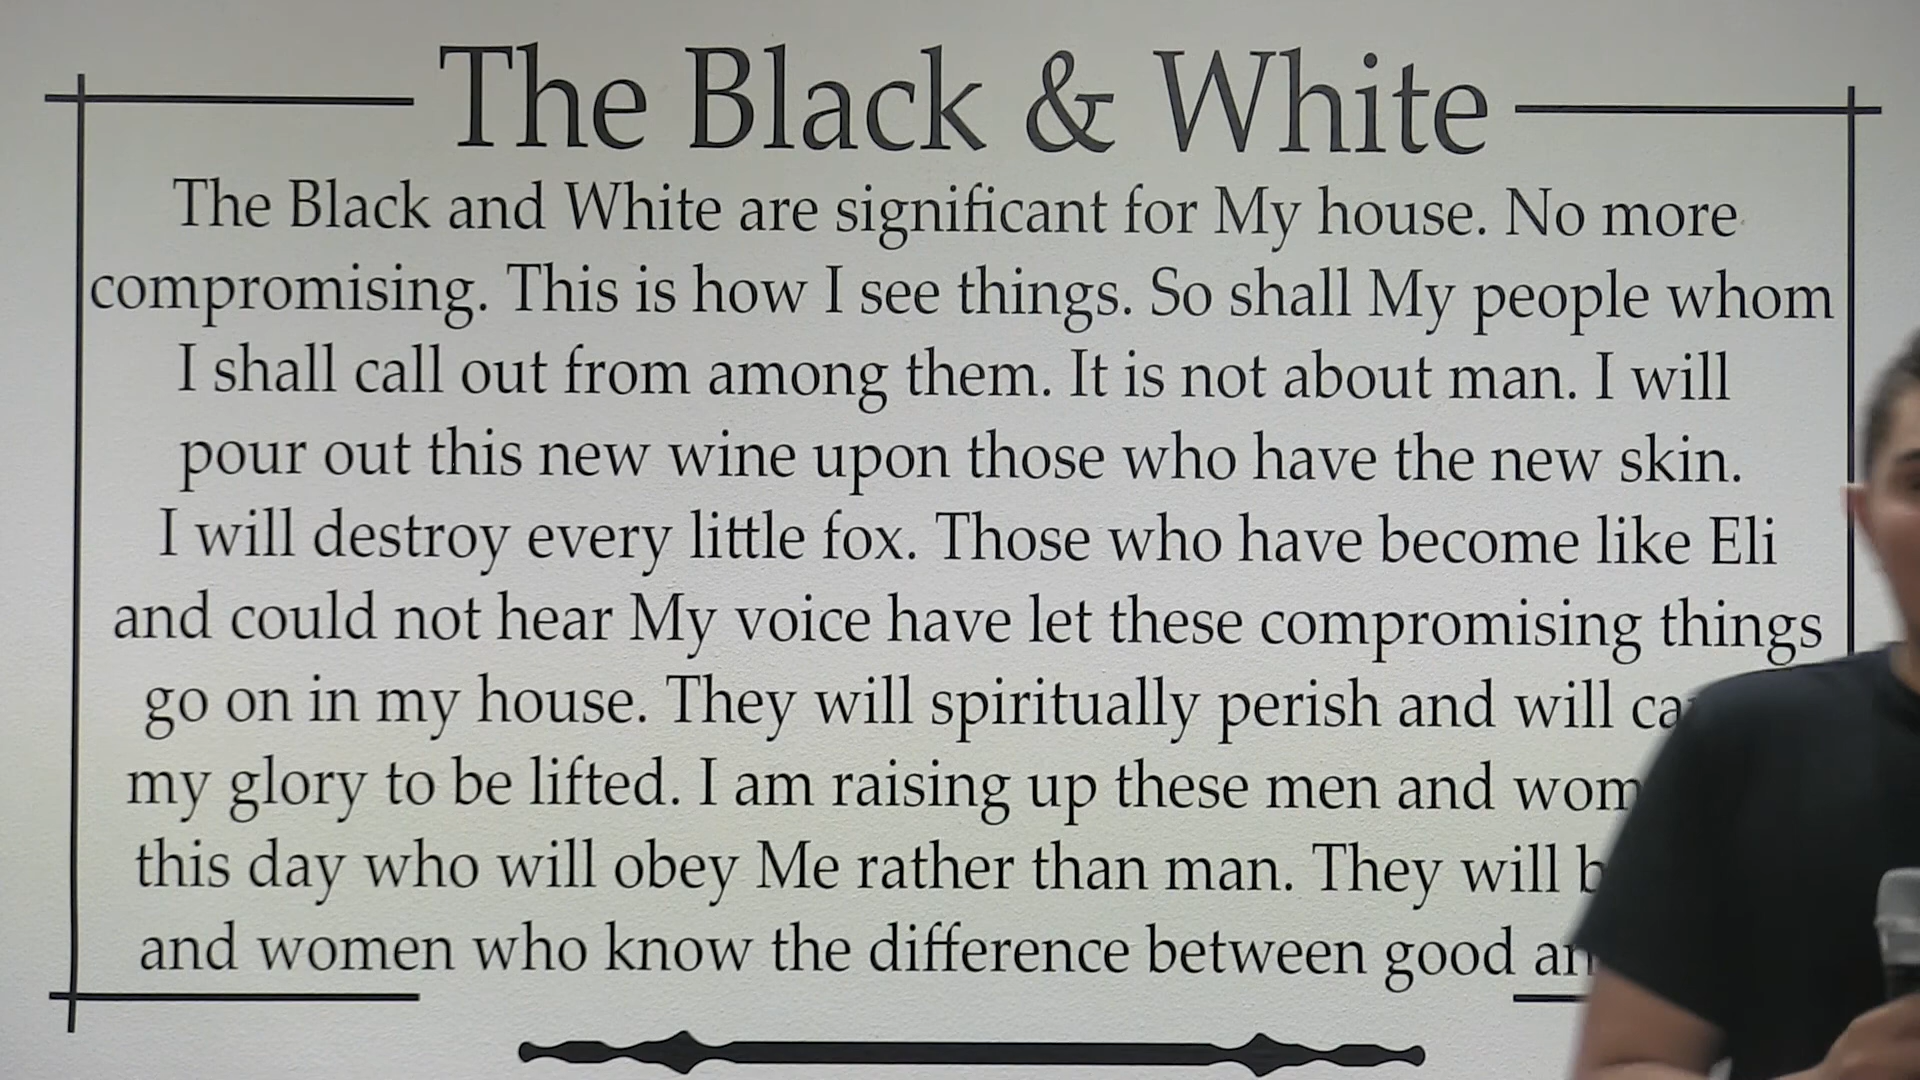 The Black & White
The Black and White are significant for My house. No more
compromising. This is how I see things. So shall My people whom
I shall call out from among them. It is not about man. I will
pour out this new wine upon those who have the new skin.
I will destroy every little fox. Those who have become like Eli
and could not hear My voice have let these compromising things
go on in my house. They will spiritually perish and will
my glory to be lifted. I am raising up these men and
this day who will obey Me rather than man. They will
and women who know the difference between good